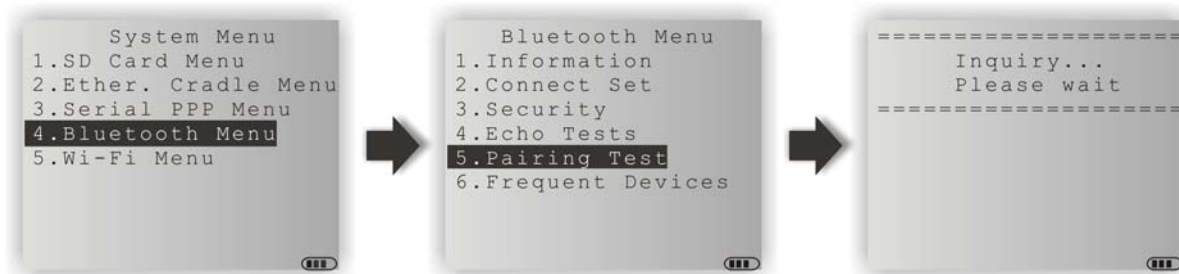 System Menu
1.SD Card Menu
2.Ether. Cradle Menu
3.Serial PPP Menu
4.Bluetooth Menu
5.Wi-Fi Menu
Bluetooth Menu
1.Information
2.Connect Set
3.Security
4.Echo Tests
5.Pairing Test
6.Frequent Devices
=====================
Inquiry...
Please wait
=====================